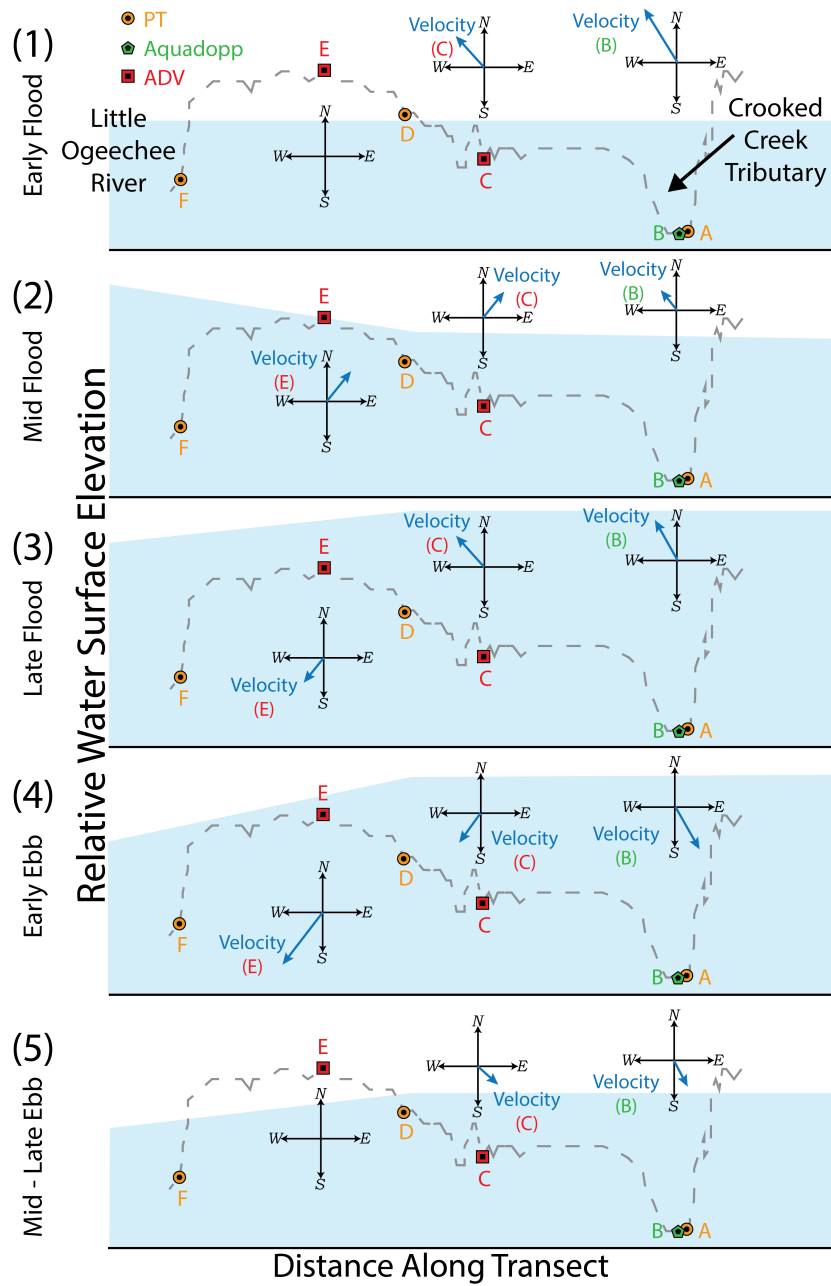 (1)
Early Flood
PT
Aquadopp
ADV
E
Velocity
(C)
N
W
E
S
Velocity
(B)
N
W
E
S
Little
Ogeechee
River
F
N
W
E
S
D
C
Crooked
Creek
Tributary
B
A
(2)
Mid Flood
E
Velocity
(C)
N
W
E
S
Velocity
(B)
N
W
E
S
Velocity
(E)
N
W
E
S
F
D
C
B
A
Relative Water Surface Elevation
(3)
Late Flood
E
Velocity
(C)
N
W
E
S
Velocity
(B)
N
W
E
S
N
W
E
S
Velocity
(E)
F
D
C
B
A
(4)
Early Ebb
E
N
W
E
S
Velocity
(C)
N
W
E
S
Velocity
(B)
N
W
E
S
Velocity
(E)
F
D
C
B
A
(5)
Mid - Late Ebb
E
N
W
E
S
Velocity
(C)
N
W
E
S
Velocity
(B)
N
W
E
S
F
D
C
B
A
Distance Along Transect